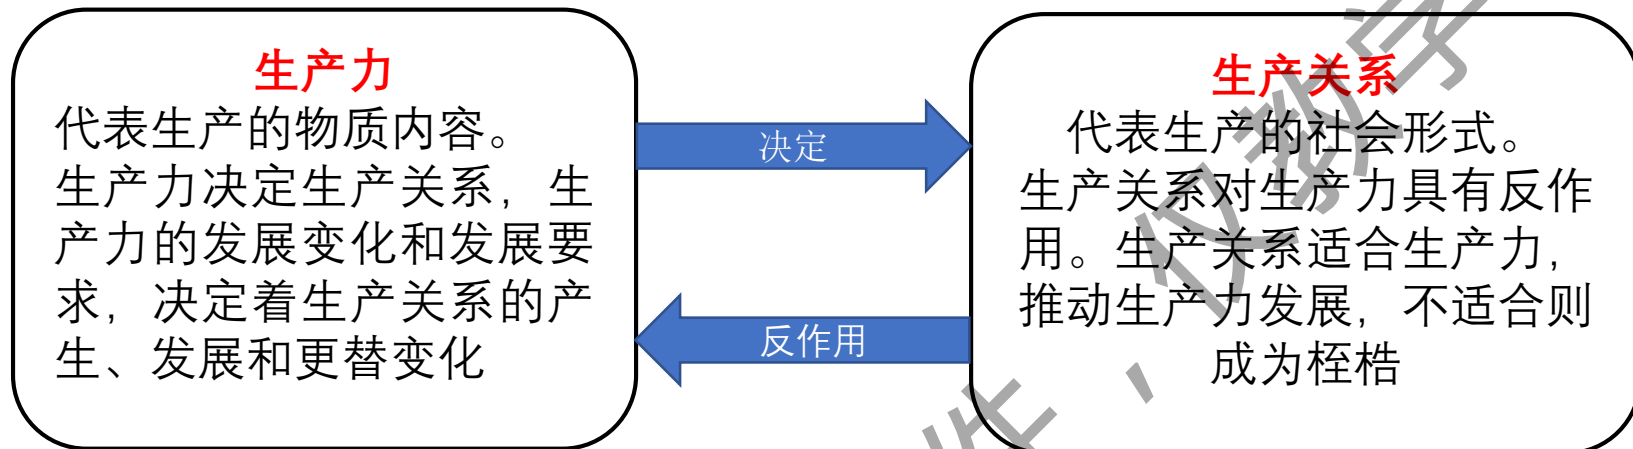 生产力
代表生产的物质内容。
生产力决定生产关系，生
产力的发展变化和发展要
求，决定着生产关系的产
生、发展和更替变化
决定
反作用
生产关系
代表生产的社会形式。
生产关系对生产力具有反作
用。生产关系适合生产力，
推动生产力发展，不适合则
成为桎梏
作，仅教学